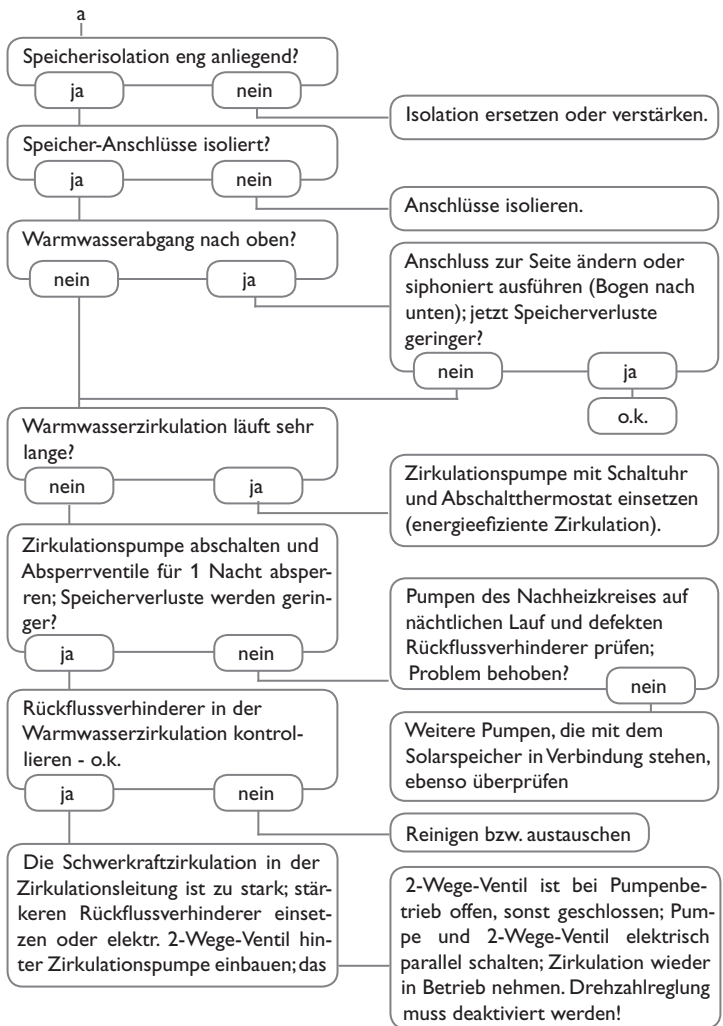 a
Speicherisolation eng anliegend?
ja
nein
Isolation ersetzen oder verstärken.
Speicher-Anschlüsse isoliert?
ja
nein
Anschlüsse isolieren.
Warmwasserabgang nach oben?
nein
ja
Anschluss zur Seite ändern oder
siphoniert ausführen (Bogen nach
unten); jetzt Speicherverluste
geringer?
nein
ja
o.k.
Warmwasserzirkulation läuft sehr
lange?
nein
ja
Zirkulationspumpe mit Schaltuhr
und Abschaltthermostat einsetzen
(energieefiziente Zirkulation).
Zirkulationspumpe abschalten und
Absperrventile für 1 Nacht absper-
ren; Speicherverluste werden gerin-
ger?
ja
nein
Pumpen des Nachheizkreises auf
nächtlichen Lauf und defekten
Rückflussverhinderer prüfen;
Problem behoben?
nein
Weitere Pumpen, die mit dem
Solarspeicher in Verbindung stehen,
ebenso überprüfen
Rückflussverhinderer in der
Warmwasserzirkulation kontrol-
lieren - o.k.
ja
nein
Reinigen bzw. austauschen
Die Schwerkraftzirkulation in der
Zirkulationsleitung ist zu stark; stär-
keren Rückflussverhinderer einset-
zen oder elektr. 2-Wege-Ventil hin-
ter Zirkulationspumpe einbauen; das
2-Wege-Ventil ist bei Pumpenbe-
trieb offen, sonst geschlossen; Pum-
pe und 2-Wege-Ventil elektrisch
parallel schalten; Zirkulation wieder
in Betrieb nehmen. Drehzahlreglung
muss deaktiviert werden!